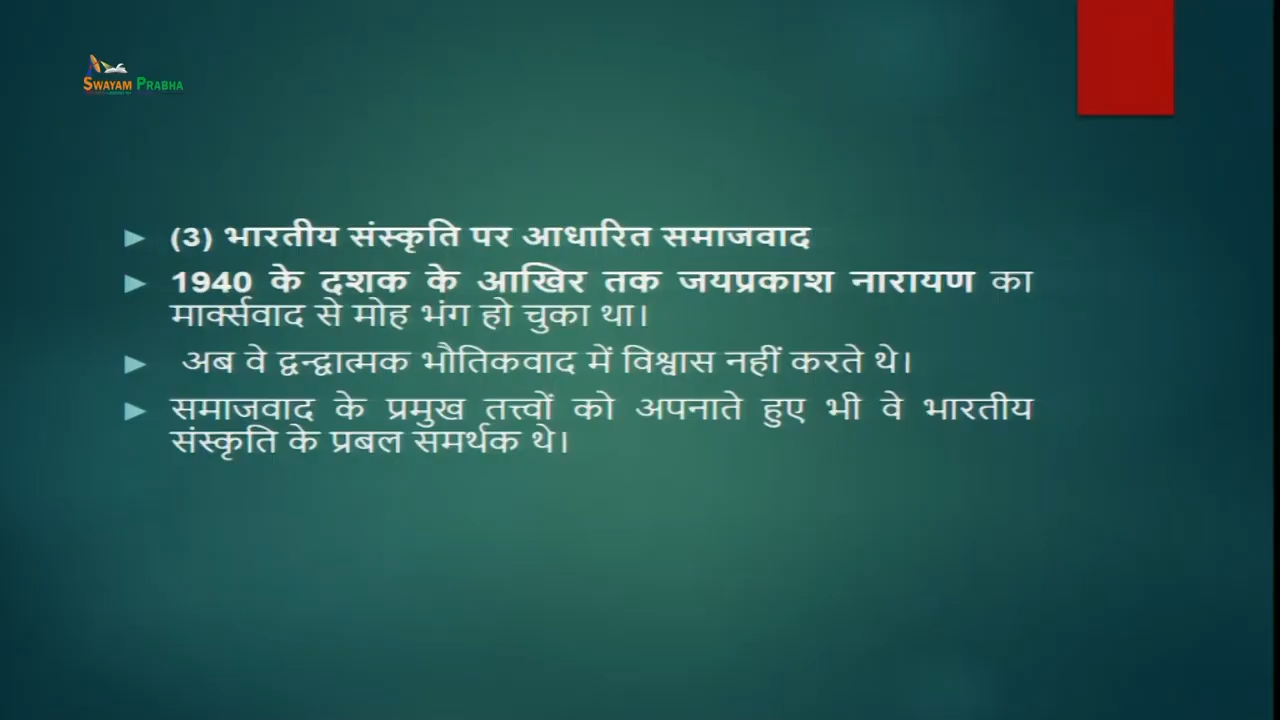 SWAYAM PRABHA
(3) भारतीय संस्कृति पर आधारित समाजवाद
1940 के दशक के आखिर तक जयप्रकाश नारायण का
मार्क्सवाद से मोह भंग हो चुका था।
अब वे द्वन्द्वात्मक भौतिकवाद में विश्वास नहीं करते थे।
समाजवाद के प्रमुख तत्त्वों को अपनाते हुए भी वे भारतीय
संस्कृति के प्रबल समर्थक थे।